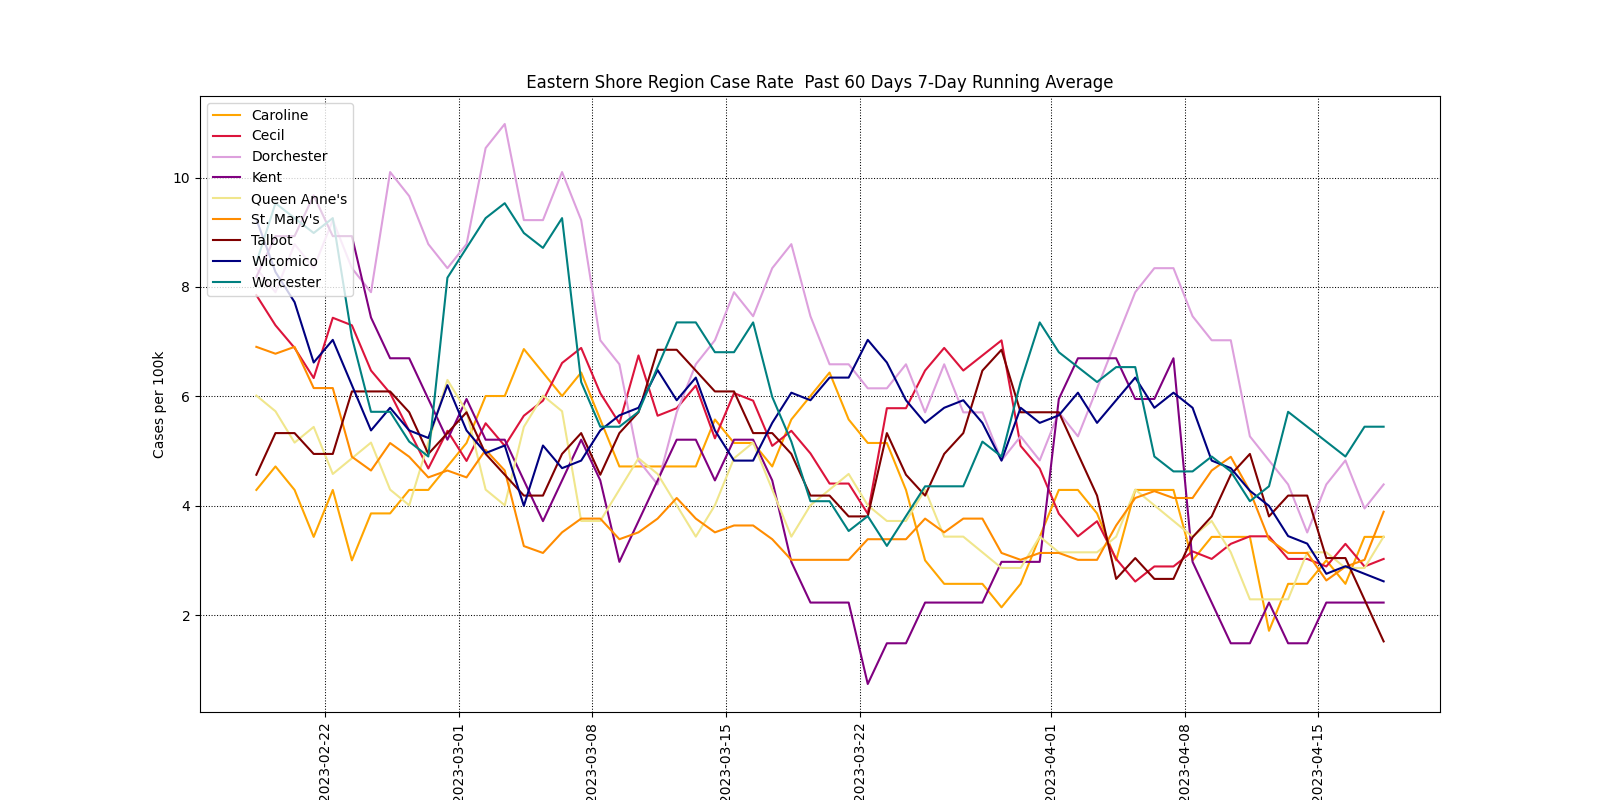 Eastern Shore Region Case Rate  Past 60 Days 7-Day Running Average
Caroline
Cecil
Dorchester
Kent
Queen Anne's
St. Mary's
Talbot
Wicomico
Worcester
Cases per 100k
10
8
6
4
2
2023-02-22
2023-03-01
2023-03-08
2023-03-15
2023-03-22
2023-04-01
2023-04-08
2023-04-15